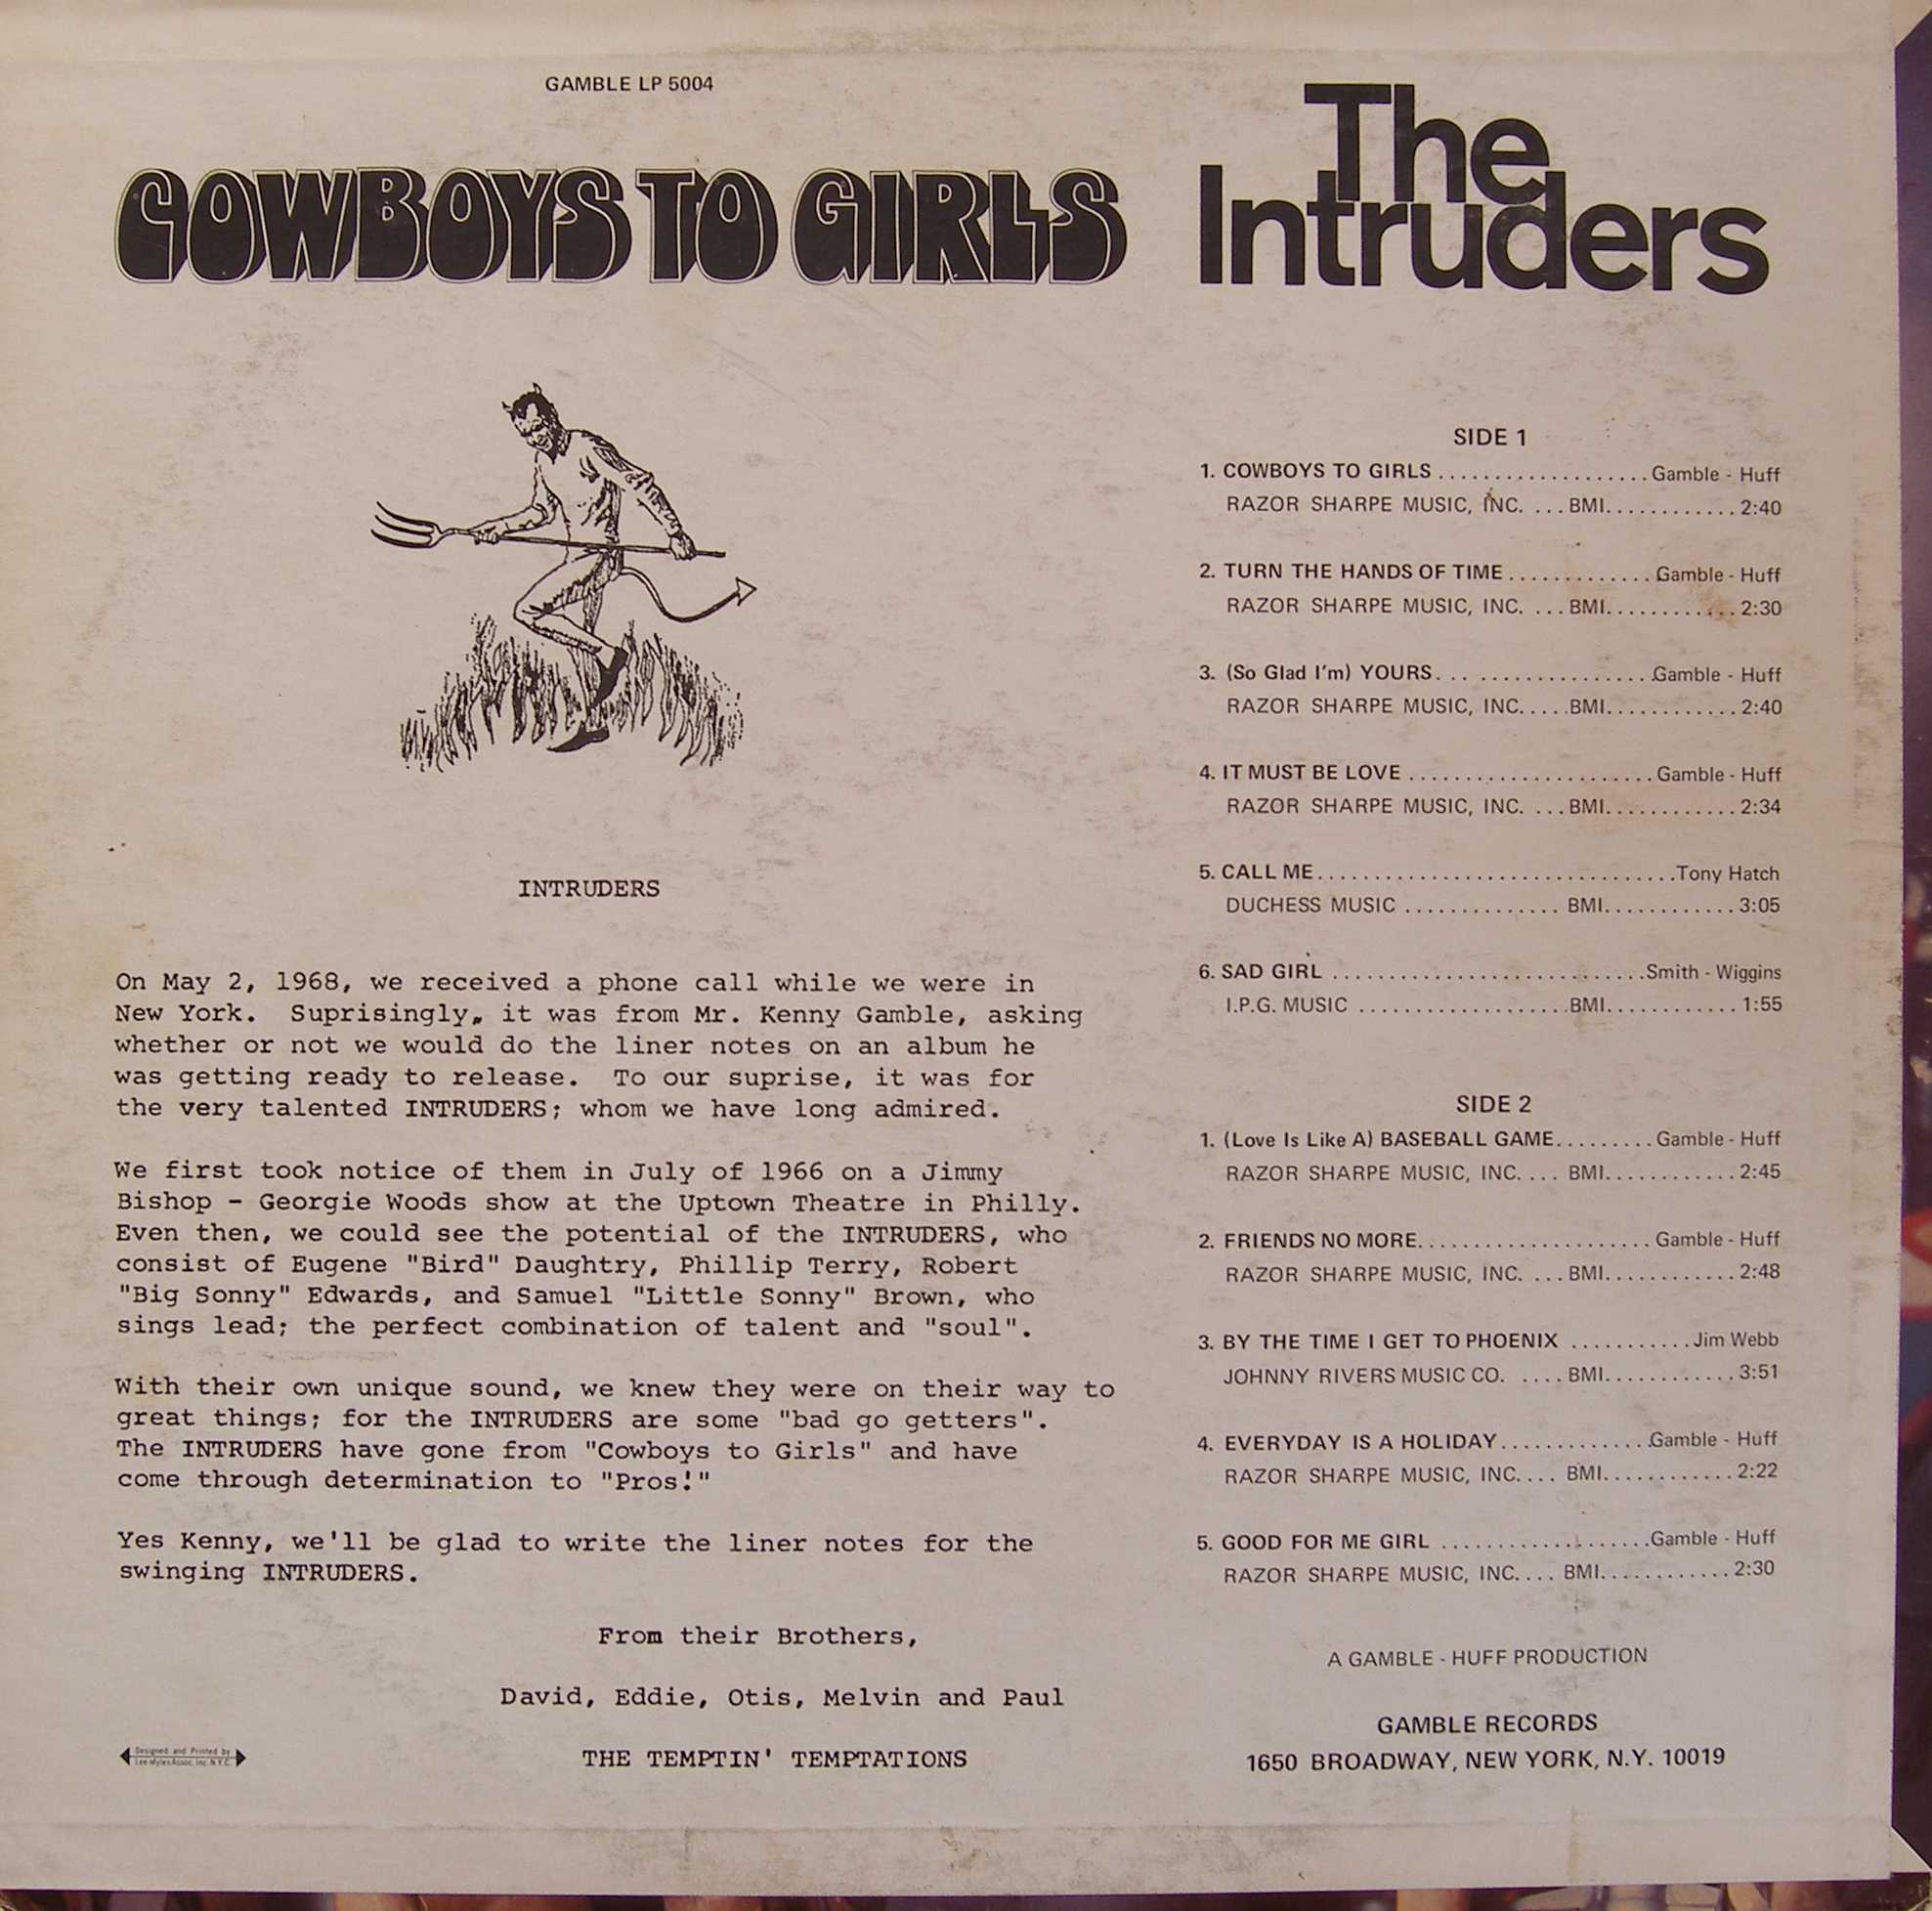 GAMBLE LP 5004
COWBOYS TO GIRLS
The
Intruders
INTRUDERS
On May 2, 1968, we received a phone call while we were in
New York.  Suprisingly, it was from Mr. Kenny Gamble, asking
whether or not we would do the liner notes on an album he
was getting ready to release.  To our suprise, it was for
the very talented INTRUDERS; whom we have long admired.
We first took notice of them in July of 1966 on a Jimmy
Bishop - Georgie Woods show at the Uptown Theatre in Philly.
Even then, we could see the potential of the INTRUDERS, who
consist of Eugene "Bird" Daughtry, Phillip Terry, Robert
"Big Sonny" Edwards, and Samuel "Little Sonny" Brown, who
sings lead; the perfect combination of talent and "soul".
With their own unique sound, we knew they were on their way to
great things; for the INTRUDERS are some "bad go getters".
The INTRUDERS have gone from "Cowboys to Girls" and have
come through determination to "Pros!"
Yes Kenny, we'll be glad to write the liner notes for the
swinging INTRUDERS.
From their Brothers,
David, Eddie, Otis, Melvin and Paul
THE TEMPTIN' TEMPTATIONS
Designed and Printed by
Lee-Myles Assoc. Inc. N.Y.C.
SIDE 1
1. COWBOYS TO GIRLS ................... Gamble - Huff
RAZOR SHARPE MUSIC, INC. ... BMI............ 2:40
2. TURN THE HANDS OF TIME ............. Gamble - Huff
RAZOR SHARPE MUSIC, INC. ... BMI............ 2:30
3. (So Glad I'm) YOURS... ................ Gamble - Huff
RAZOR SHARPE MUSIC, INC..... BMI............ 2:40
4. IT MUST BE LOVE ...................... Gamble - Huff
RAZOR SHARPE MUSIC, INC. ... BMI............ 2:34
5. CALL ME................................ Tony Hatch
DUCHESS MUSIC .............. BMI............ 3:05
6. SAD GIRL ............................ Smith - Wiggins
I.P.G. MUSIC ................... BMI............ 1:55
SIDE 2
1. (Love Is Like A) BASEBALL GAME......... Gamble - Huff
RAZOR SHARPE MUSIC, INC.... BMI............ 2:45
2. FRIENDS NO MORE..................... Gamble - Huff
RAZOR SHARPE MUSIC, INC. ... BMI............ 2:48
3. BY THE TIME I GET TO PHOENIX ........... Jim Webb
JOHNNY RIVERS MUSIC CO. .... BMI............ 3:51
4. EVERYDAY IS A HOLIDAY.............. Gamble - Huff
RAZOR SHARPE MUSIC, INC.... BMI............ 2:22
5. GOOD FOR ME GIRL ................... Gamble - Huff
RAZOR SHARPE MUSIC, INC.... BMI............ 2:30
A GAMBLE - HUFF PRODUCTION
GAMBLE RECORDS
1650 BROADWAY, NEW YORK, N.Y. 10019